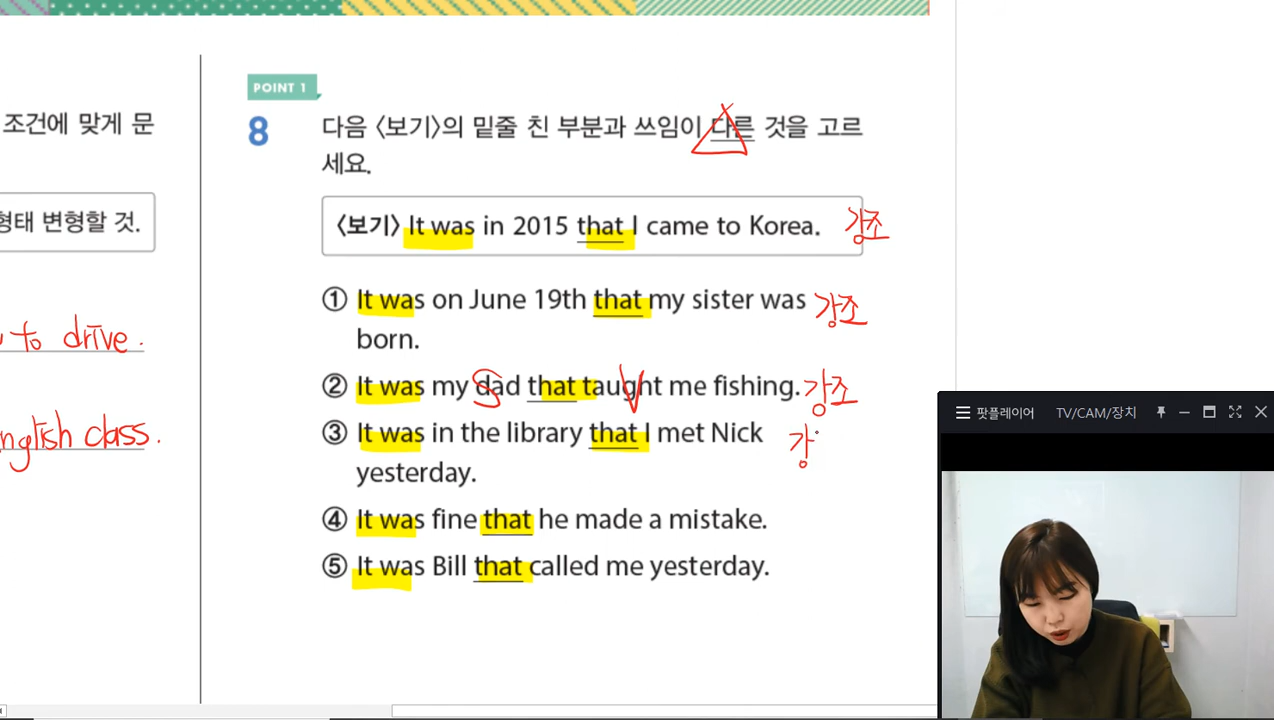 조건에 맞게 문
형태 변형할 것.
to drive.
nglish class.
POINT 1
8 다음 〈보기〉의 밑줄 친 부분과 쓰임이 다른 것을 고르
세요.
〈보기〉 It was in 2015 that I came to Korea. 강조
① It was on June 19th that my sister was 강조
born.
② It was my dad that taught me fishing. 강조
S V
③ It was in the library that I met Nick 강
yesterday.
④ It was fine that he made a mistake.
⑤ It was Bill that called me yesterday.
팟플레이어 TV/CAM/장치